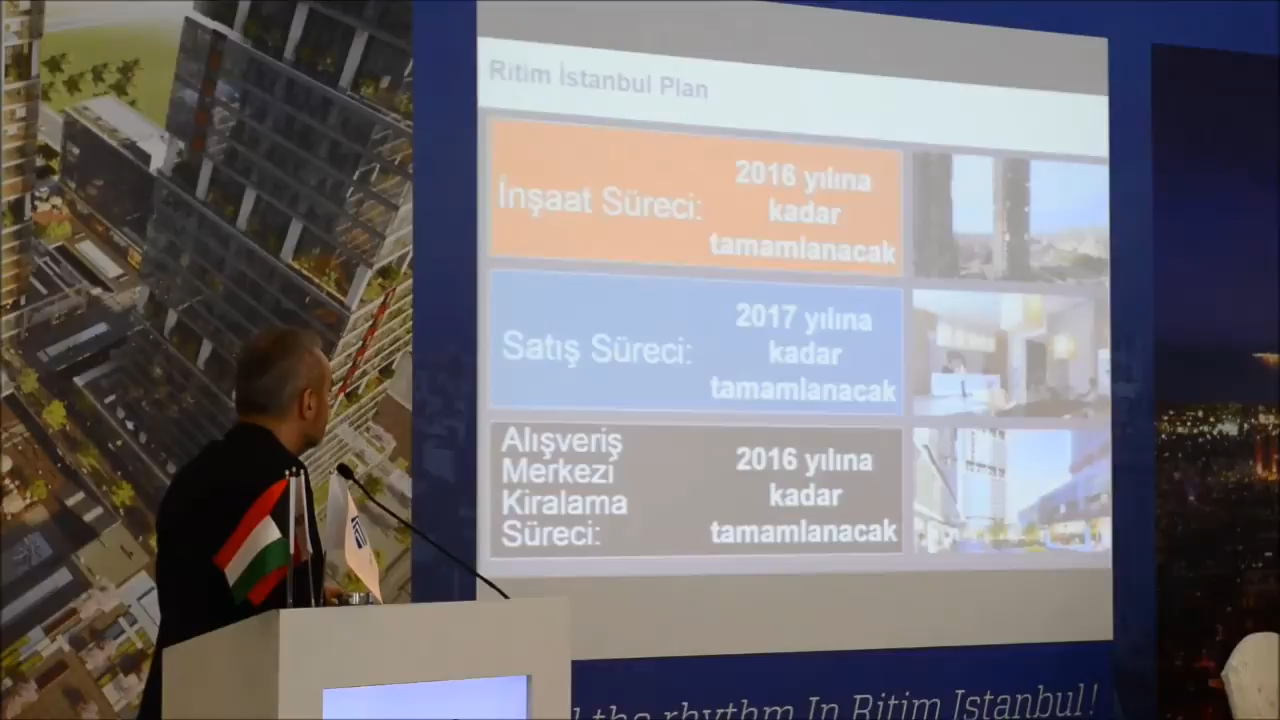 Ritim İstanbul Plan
İnşaat Süreci:
2016 yılına
kadar
tamamlanacak
Satış Süreci:
2017 yılına
kadar
tamamlanacak
Alışveriş
Merkezi
Kiralama
Süreci:
2016 yılına
kadar
tamamlanacak
the rhythm In Ritim Istanbul!